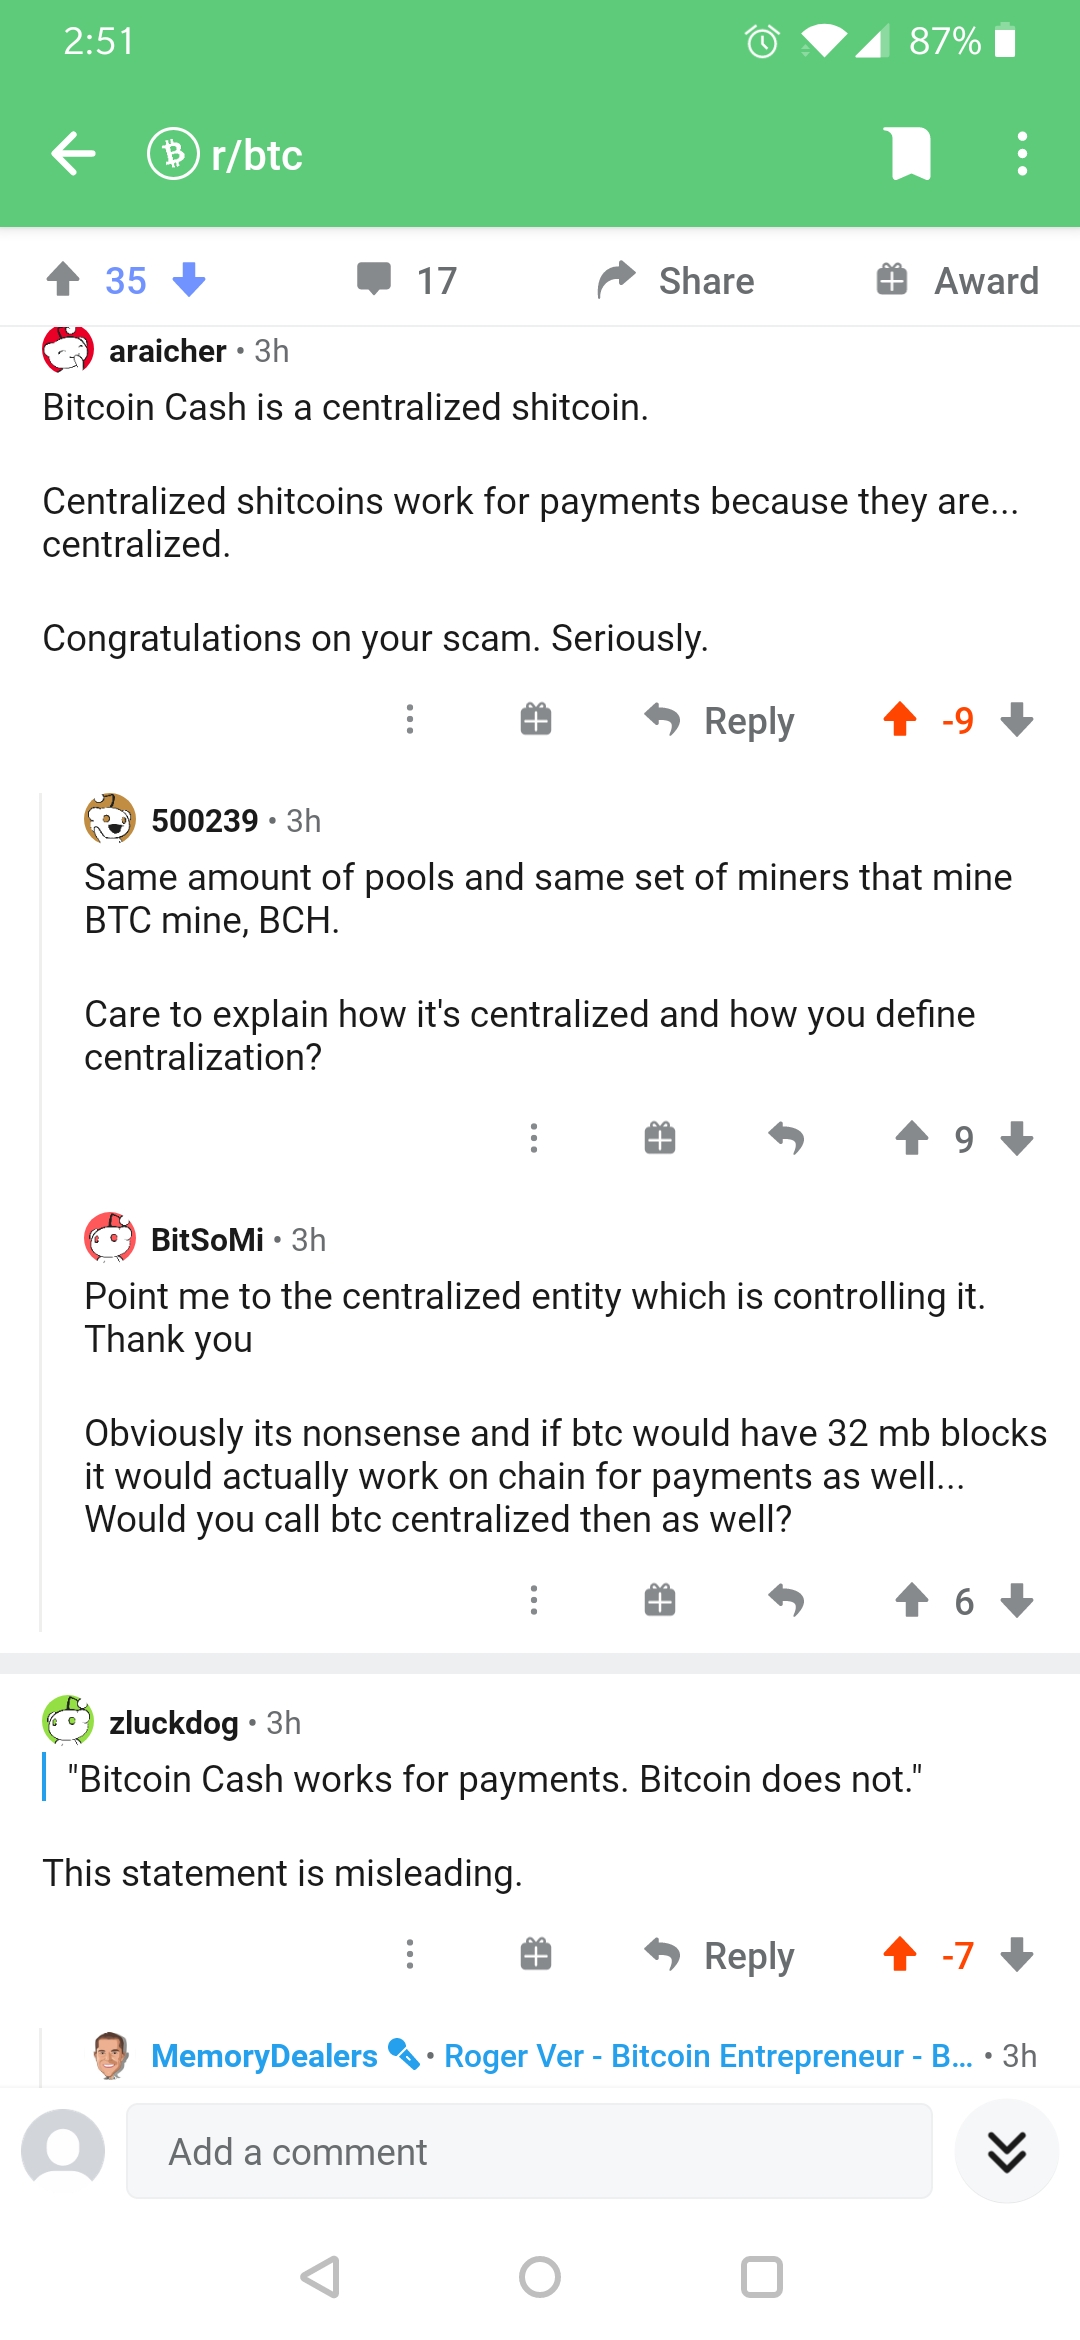 2:51
87%
r/btc
35
17
Share
Award
araicher • 3h
Bitcoin Cash is a centralized shitcoin.
Centralized shitcoins work for payments because they are...
centralized.
Congratulations on your scam. Seriously.
Reply
-9
500239 • 3h
Same amount of pools and same set of miners that mine
BTC mine, BCH.
Care to explain how it's centralized and how you define
centralization?
9
BitSoMi • 3h
Point me to the centralized entity which is controlling it.
Thank you
Obviously its nonsense and if btc would have 32 mb blocks
it would actually work on chain for payments as well...
Would you call btc centralized then as well?
6
zluckdog • 3h
"Bitcoin Cash works for payments. Bitcoin does not."
This statement is misleading.
Reply
-7
MemoryDealers • Roger Ver - Bitcoin Entrepreneur - B... • 3h
Add a comment